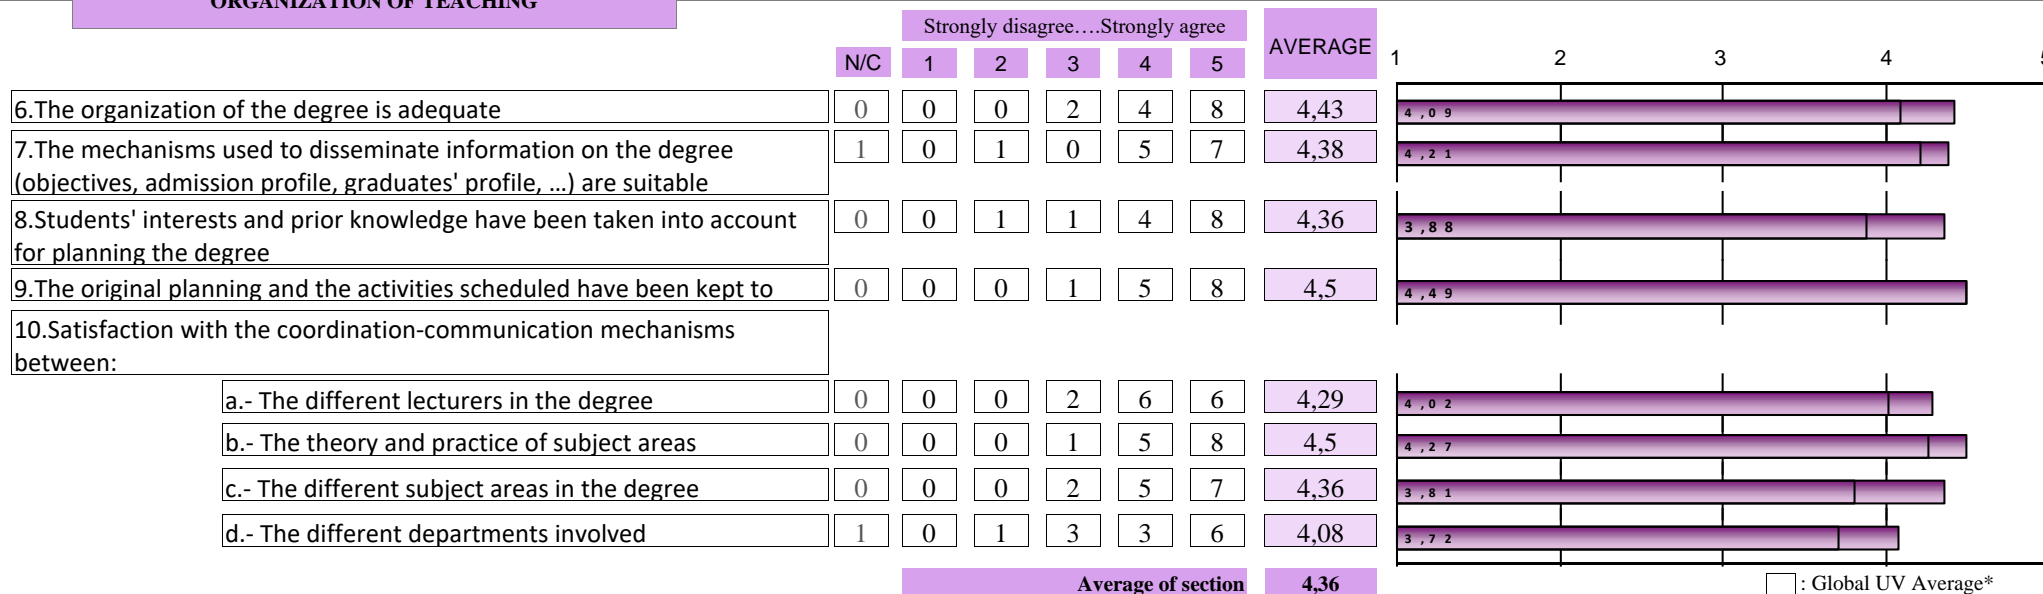 ORGANIZATION OF TEACHING
Strongly disagree….Strongly agree
AVERAGE
N/C 1 2 3 4 5
1 2 3 4 5
6.The organization of the degree is adequate 0 0 0 2 4 8 4,43 4,09
7.The mechanisms used to disseminate information on the degree
(objectives, admission profile, graduates' profile, …) are suitable 1 0 1 0 5 7 4,38 4,21
8.Students' interests and prior knowledge have been taken into account
for planning the degree 0 0 1 1 4 8 4,36 3,88
9.The original planning and the activities scheduled have been kept to 0 0 0 1 5 8 4,5 4,49
10.Satisfaction with the coordination-communication mechanisms
between:
a.- The different lecturers in the degree 0 0 0 2 6 6 4,29 4,02
b.- The theory and practice of subject areas 0 0 0 1 5 8 4,5 4,27
c.- The different subject areas in the degree 0 0 0 2 5 7 4,36 3,81
d.- The different departments involved 1 0 1 3 3 6 4,08 3,72
Average of section 4,36
: Global UV Average*